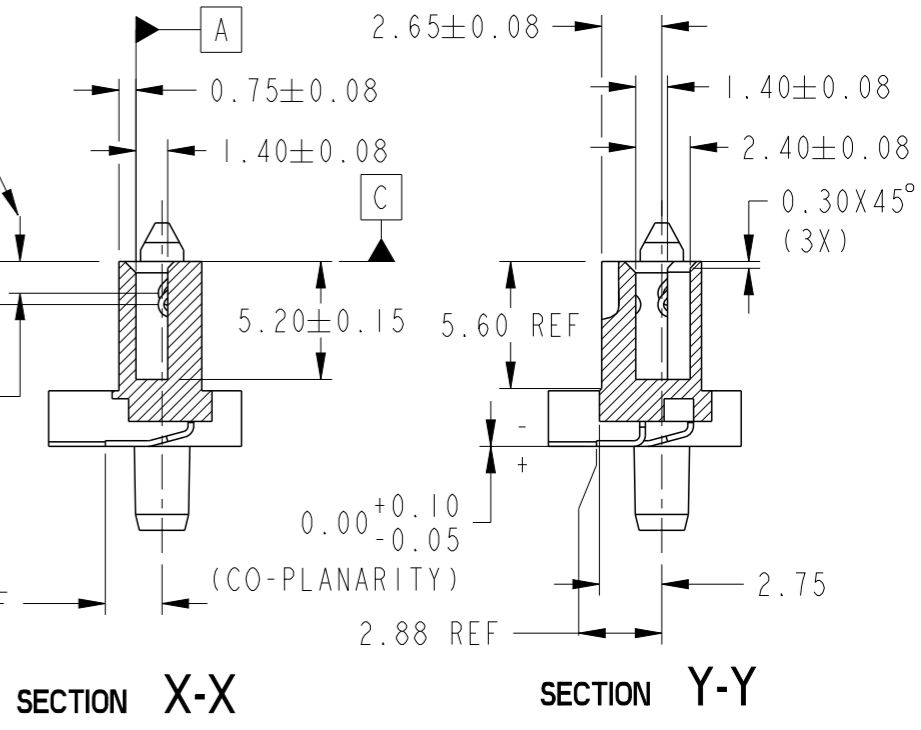 A
2.65±0.08
0.75±0.08
1.40±0.08
1.40±0.08
2.40±0.08
C
0.30X45°
(3X)
5.20±0.15
5.60 REF
-
+
0.00 +0.10
-0.05
(CO-PLANARITY)
2.75
F
2.88 REF
SECTION X-X
SECTION Y-Y